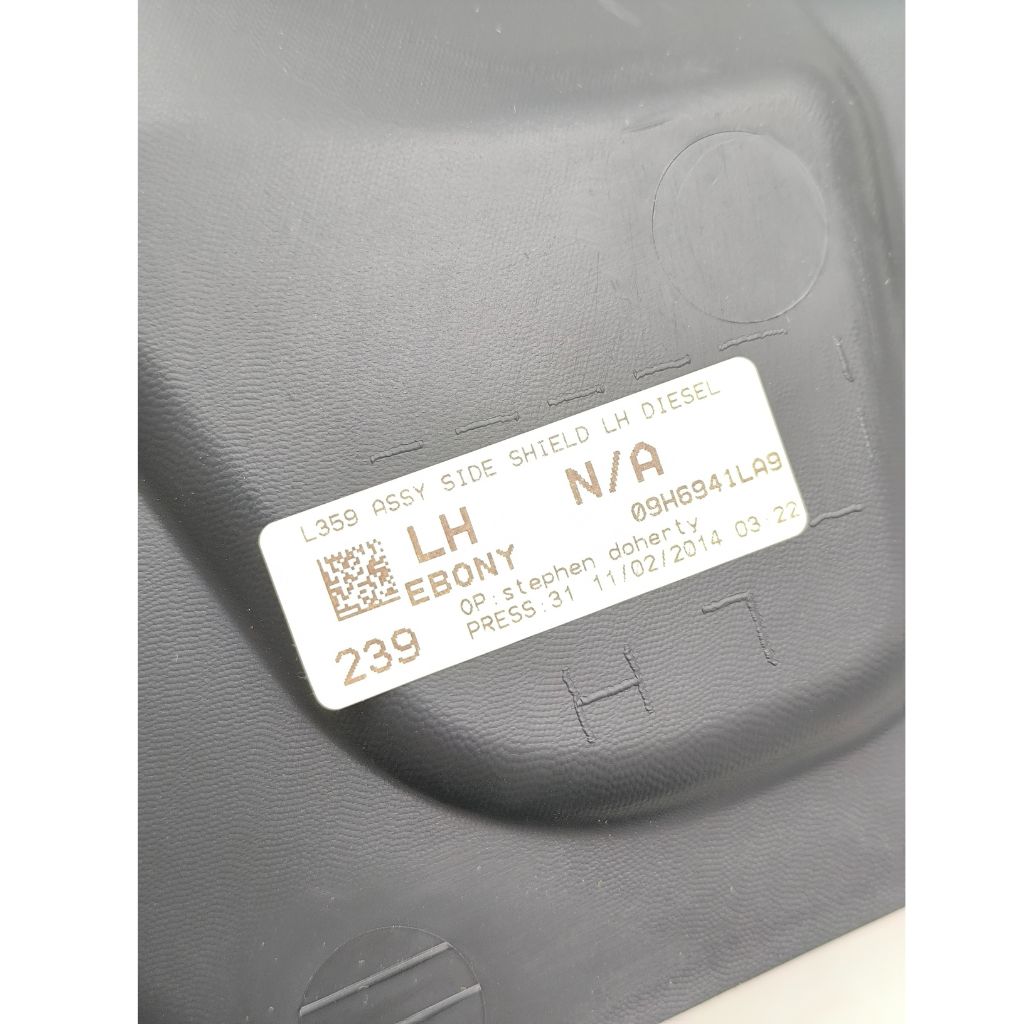 L359 ASSY SIDE SHIELD LH DIESEL
LH N/A
EBONY 09H6941LA9
OP:stephen doherty
239 PRESS:31 11/02/2014 03:22